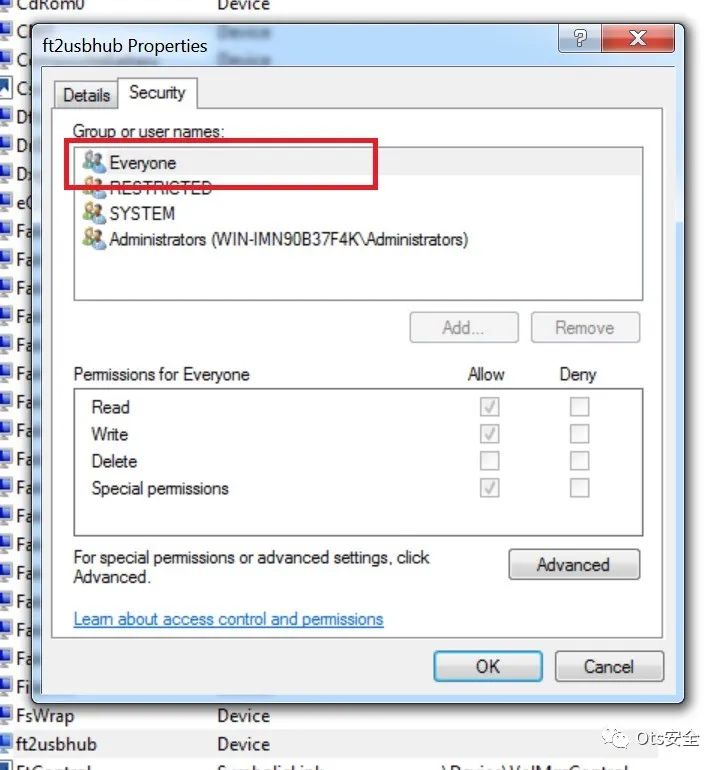 CdRom0 Device
ft2usbhub Properties
Details Security
Group or user names:
Everyone
RESTRICTED
SYSTEM
Administrators (WIN-IMN90B37F4K\Administrators)
Add... Remove
Permissions for Everyone Allow Deny
Read
Write
Delete
Special permissions
For special permissions or advanced settings, click
Advanced.
Advanced
Learn about access control and permissions
OK Cancel
FsWrap Device
ft2usbhub Device
Ots安全